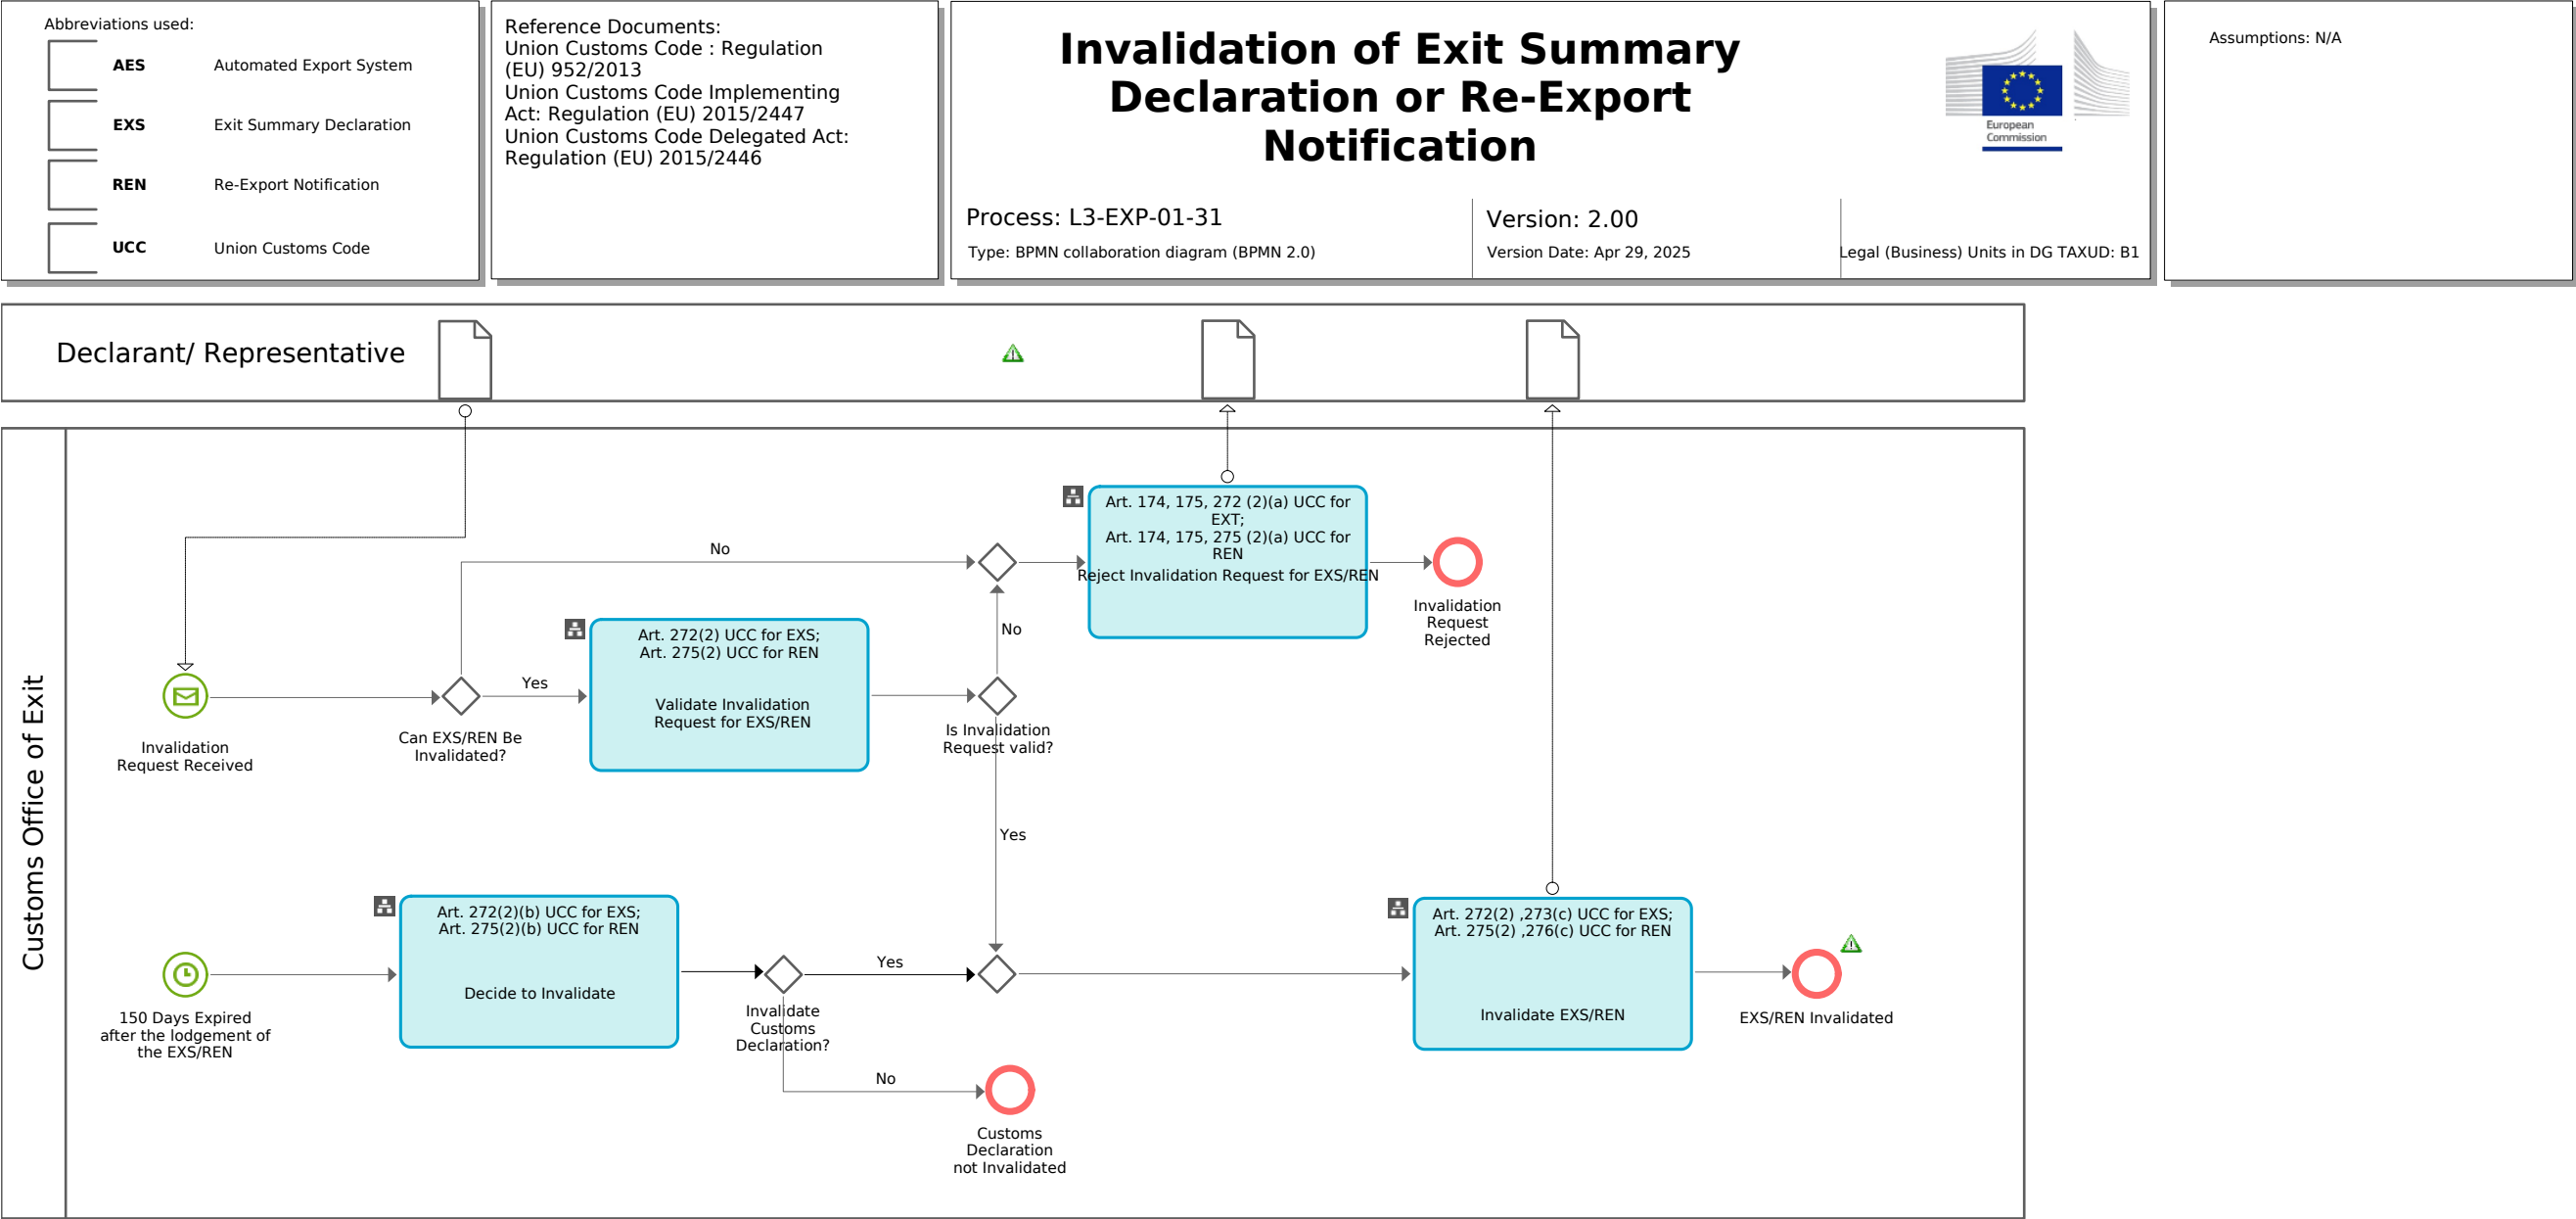 Abbreviations used:
AES Automated Export System
EXS Exit Summary Declaration
REN Re-Export Notification
UCC Union Customs Code
Reference Documents:
Union Customs Code : Regulation
(EU) 952/2013
Union Customs Code Implementing
Act: Regulation (EU) 2015/2447
Union Customs Code Delegated Act:
Regulation (EU) 2015/2446
Invalidation of Exit Summary
Declaration or Re-Export
Notification
European
Commission
Process: L3-EXP-01-31
Type: BPMN collaboration diagram (BPMN 2.0)
Version: 2.00
Version Date: Apr 29, 2025
Legal (Business) Units in DG TAXUD: B1
Assumptions: N/A
Declarant/ Representative
Customs Office of Exit
Art. 174, 175, 272 (2)(a) UCC for
EXT;
Art. 174, 175, 275 (2)(a) UCC for
REN
Reject Invalidation Request for EXS/REN
Invalidation
Request
Rejected
No
No
Invalidation
Request Received
Can EXS/REN Be
Invalidated?
Yes
Art. 272(2) UCC for EXS;
Art. 275(2) UCC for REN
Validate Invalidation
Request for EXS/REN
Is Invalidation
Request valid?
Yes
150 Days Expired
after the lodgement of
the EXS/REN
Art. 272(2)(b) UCC for EXS;
Art. 275(2)(b) UCC for REN
Decide to Invalidate
Invalidate
Customs
Declaration?
Yes
No
Customs
Declaration
not Invalidated
Art. 272(2) ,273(c) UCC for EXS;
Art. 275(2) ,276(c) UCC for REN
Invalidate EXS/REN
EXS/REN Invalidated